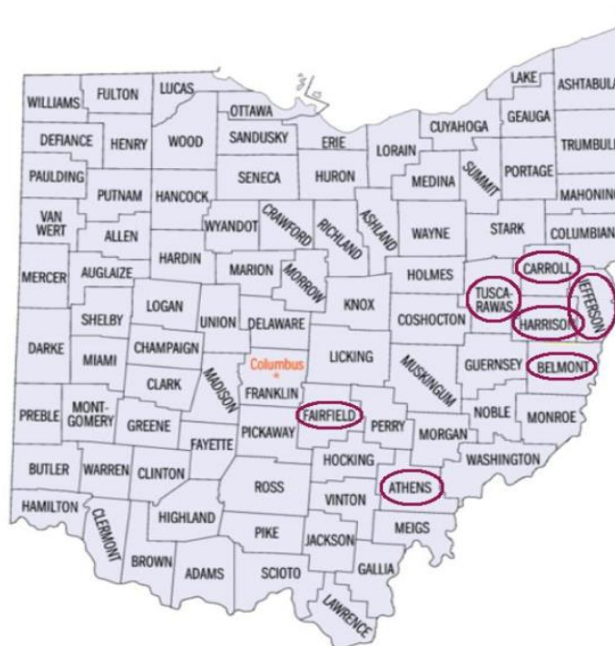 LAKE
ASHTABULA
WILLIAMS
FULTON
LUCAS
OTTAWA
GEAUGA
CUYAHOGA
TRUMBULL
DEFIANCE
HENRY
WOOD
SANDUSKY
ERIE
LORAIN
MEDINA
SUMMIT
PORTAGE
MAHONING
PAULDING
PUTNAM
HANCOCK
SENECA
HURON
VAN
WERT
ALLEN
WYANDOT
CRAWFORD
RICHLAND
ASHLAND
WAYNE
STARK
COLUMBIAN
MERCER
AUGLAIZE
HARDIN
MARION
MORROW
HOLMES
TUSCA-
RAWAS
CARROLL
JEFFERSON
SHELBY
LOGAN
UNION
DELAWARE
KNOX
COSHOCTON
HARRISON
DARKE
MIAMI
CHAMPAIGN
CLARK
MADISON
Columbus
FRANKLIN
LICKING
MUSKINGUM
GUERNSEY
BELMONT
PREBLE
MONT-
GOMERY
GREENE
FAYETTE
PICKAWAY
FAIRFIELD
PERRY
MORGAN
NOBLE
MONROE
BUTLER
WARREN
CLINTON
ROSS
HOCKING
ATHENS
WASHINGTON
HAMILTON
CLERMONT
HIGHLAND
PIKE
VINTON
JACKSON
MEIGS
BROWN
ADAMS
SCIOTO
GALLIA
LAWRENCE